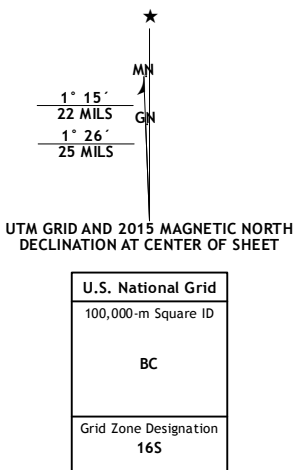 ★
MN
1° 15´
22 MILS
GN
1° 26´
25 MILS
UTM GRID AND 2015 MAGNETIC NORTH
DECLINATION AT CENTER OF SHEET
U.S. National Grid
100,000-m Square ID
BC
Grid Zone Designation
16S